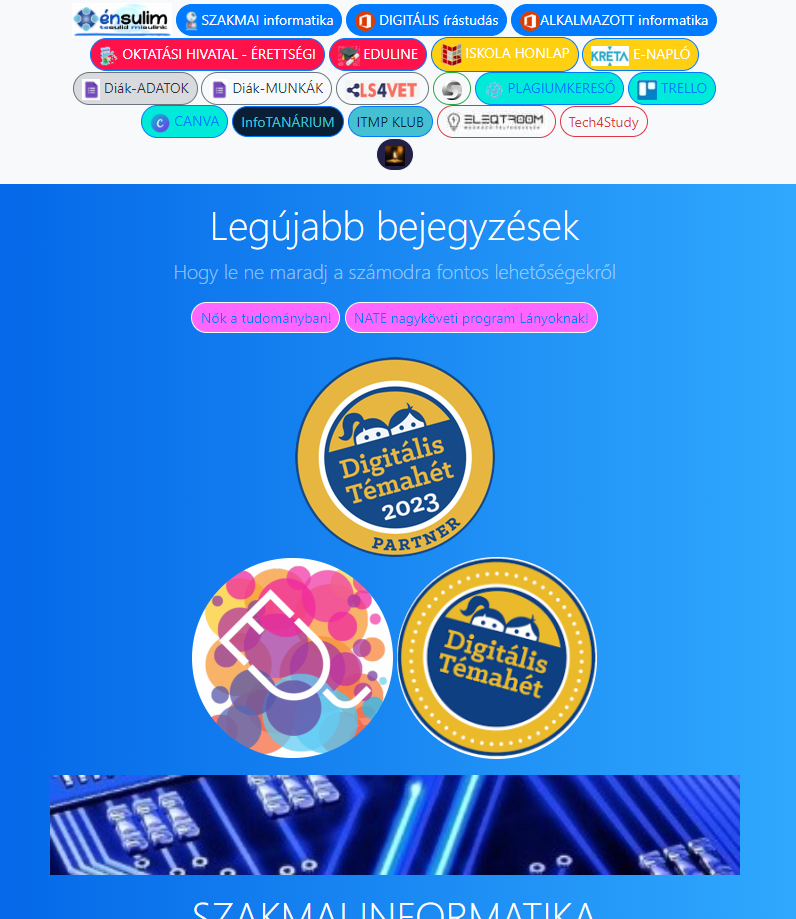 énsulim SZAKMAI informatika DIGITÁLIS írástudás ALKALMAZOTT informatika
OKTATÁSI HIVATAL - ÉRETTSÉGI EDULINE ISKOLA HONLAP KRÉTA E-NAPLÓ
Diák-ADATOK Diák-MUNKÁK LS4VET PLAGIUMKERESŐ TRELLO
CANVA InfoTANÁRIUM ITMP KLUB ELEQTROOM Tech4Study
Legújabb bejegyzések
Hogy le ne maradj a számodra fontos lehetőségekről
Nők a tudományban! NATE nagyköveti program Lányoknak!
Digitális
Témahét
2023
PARTNER
Digitális
Témahét
SZAKMAI INFORMATIKA